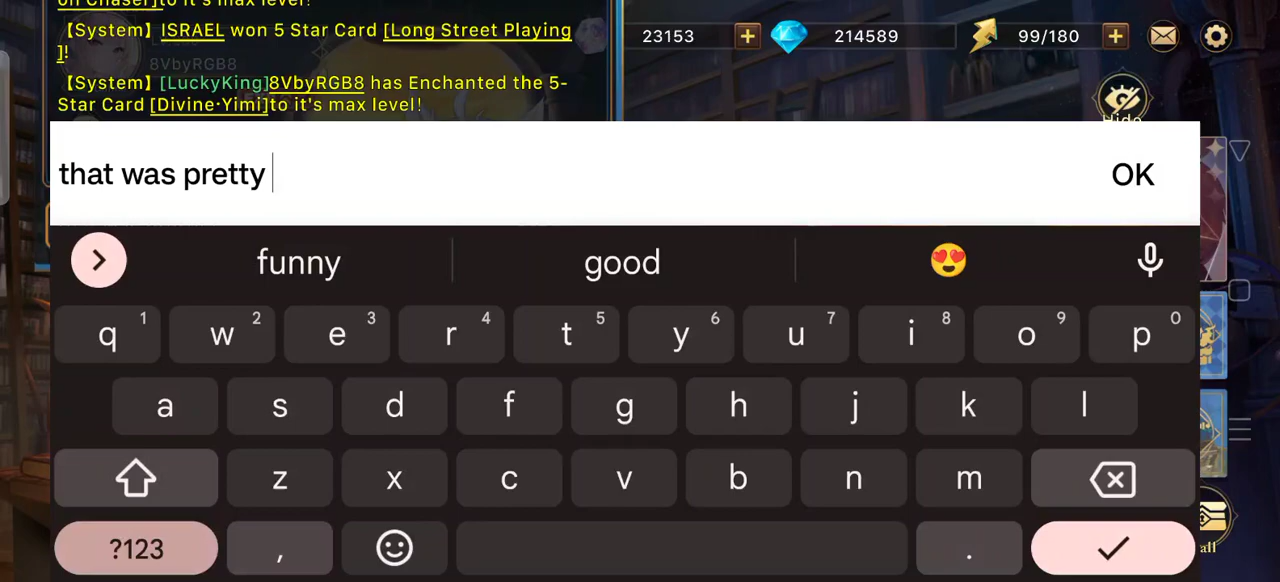 on Chaser]to it's max level!
【System】ISRAEL won 5 Star Card [Long Street Playing
]!
8VbyRGB8
【System】[LuckyKing]8VbyRGB8 has Enchanted the 5-
Star Card [Divine·Yimi]to it's max level!
23153
214589
99/180
Hide
that was pretty
OK
funny
good
😍
q 1 w 2 e 3 r 4 t 5 y 6 u 7 i 8 o 9 p 0
a s d f g h j k l
z x c v b n m
?123 , .
all